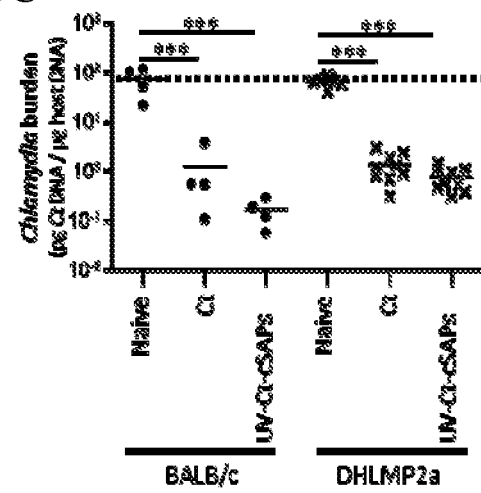 10³
***
***
***
***
10²
10¹
10⁰
10⁻¹
10⁻²
Chlamydia burden
(pg Ct DNA / µg host DNA)
Naive
Ct
UV-Ct-cSAPs
Naive
Ct
UV-Ct-cSAPs
BALB/c
DHLMP2a